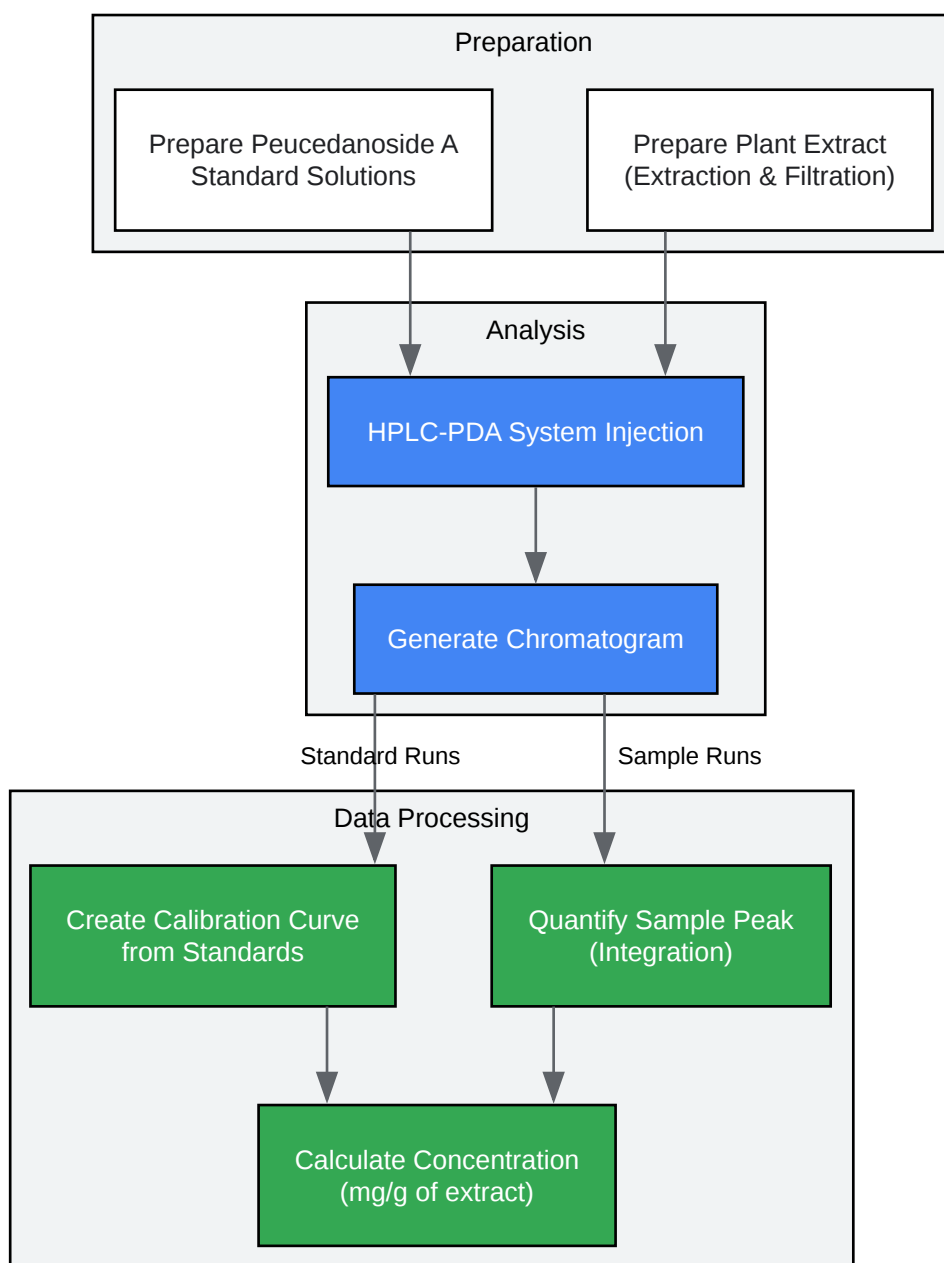 Preparation
Prepare Peucedanoside A
Standard Solutions
Prepare Plant Extract
(Extraction & Filtration)
Analysis
HPLC-PDA System Injection
Generate Chromatogram
Standard Runs
Sample Runs
Data Processing
Create Calibration Curve
from Standards
Quantify Sample Peak
(Integration)
Calculate Concentration
(mg/g of extract)